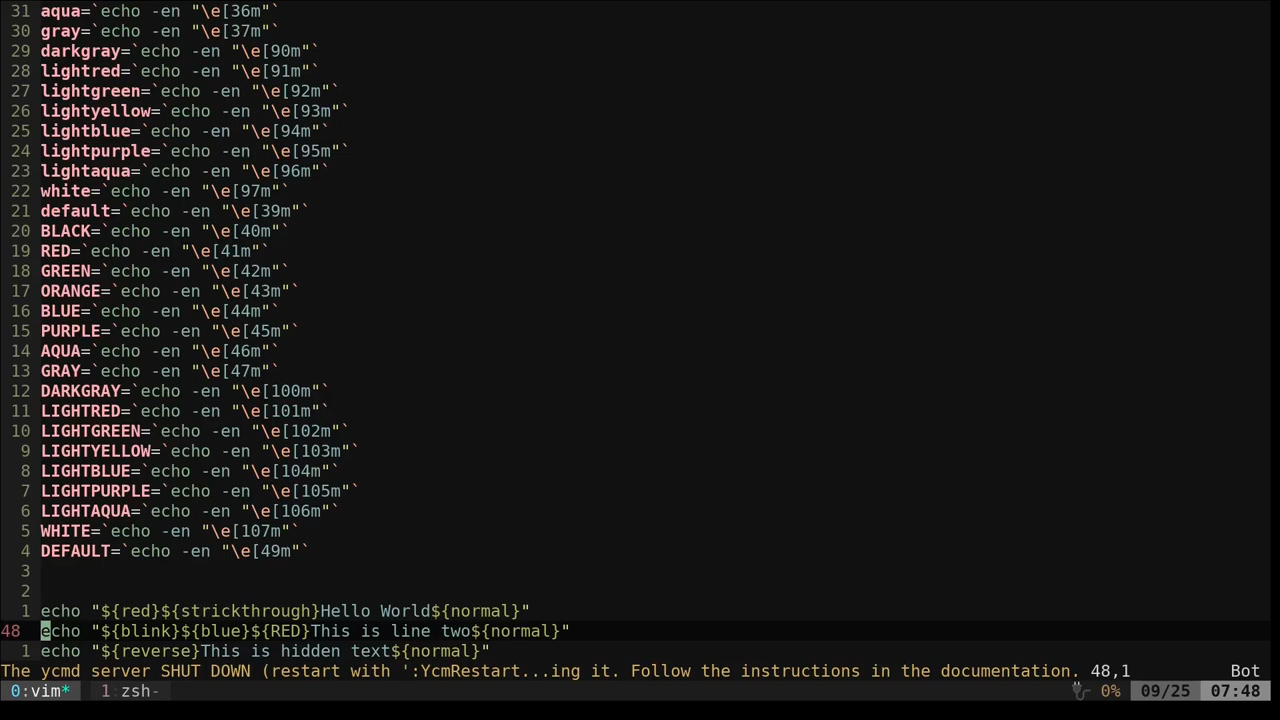 31 aqua=`echo -en "\e[36m"`
30 gray=`echo -en "\e[37m"`
29 darkgray=`echo -en "\e[90m"`
28 lightred=`echo -en "\e[91m"`
27 lightgreen=`echo -en "\e[92m"`
26 lightyellow=`echo -en "\e[93m"`
25 lightblue=`echo -en "\e[94m"`
24 lightpurple=`echo -en "\e[95m"`
23 lightaqua=`echo -en "\e[96m"`
22 white=`echo -en "\e[97m"`
21 default=`echo -en "\e[39m"`
20 BLACK=`echo -en "\e[40m"`
19 RED=`echo -en "\e[41m"`
18 GREEN=`echo -en "\e[42m"`
17 ORANGE=`echo -en "\e[43m"`
16 BLUE=`echo -en "\e[44m"`
15 PURPLE=`echo -en "\e[45m"`
14 AQUA=`echo -en "\e[46m"`
13 GRAY=`echo -en "\e[47m"`
12 DARKGRAY=`echo -en "\e[100m"`
11 LIGHTRED=`echo -en "\e[101m"`
10 LIGHTGREEN=`echo -en "\e[102m"`
9 LIGHTYELLOW=`echo -en "\e[103m"`
8 LIGHTBLUE=`echo -en "\e[104m"`
7 LIGHTPURPLE=`echo -en "\e[105m"`
6 LIGHTAQUA=`echo -en "\e[106m"`
5 WHITE=`echo -en "\e[107m"`
4 DEFAULT=`echo -en "\e[49m"`
3
2
1 echo "${red}${strickthrough}Hello World${normal}"
48 echo "${blink}${blue}${RED}This is line two${normal}"
1 echo "${reverse}This is hidden text${normal}"
The ycmd server SHUT DOWN (restart with ':YcmRestart...ing it. Follow the instructions in the documentation. 48,1 Bot
0:vim* 1:zsh- 0% 09/25 07:48